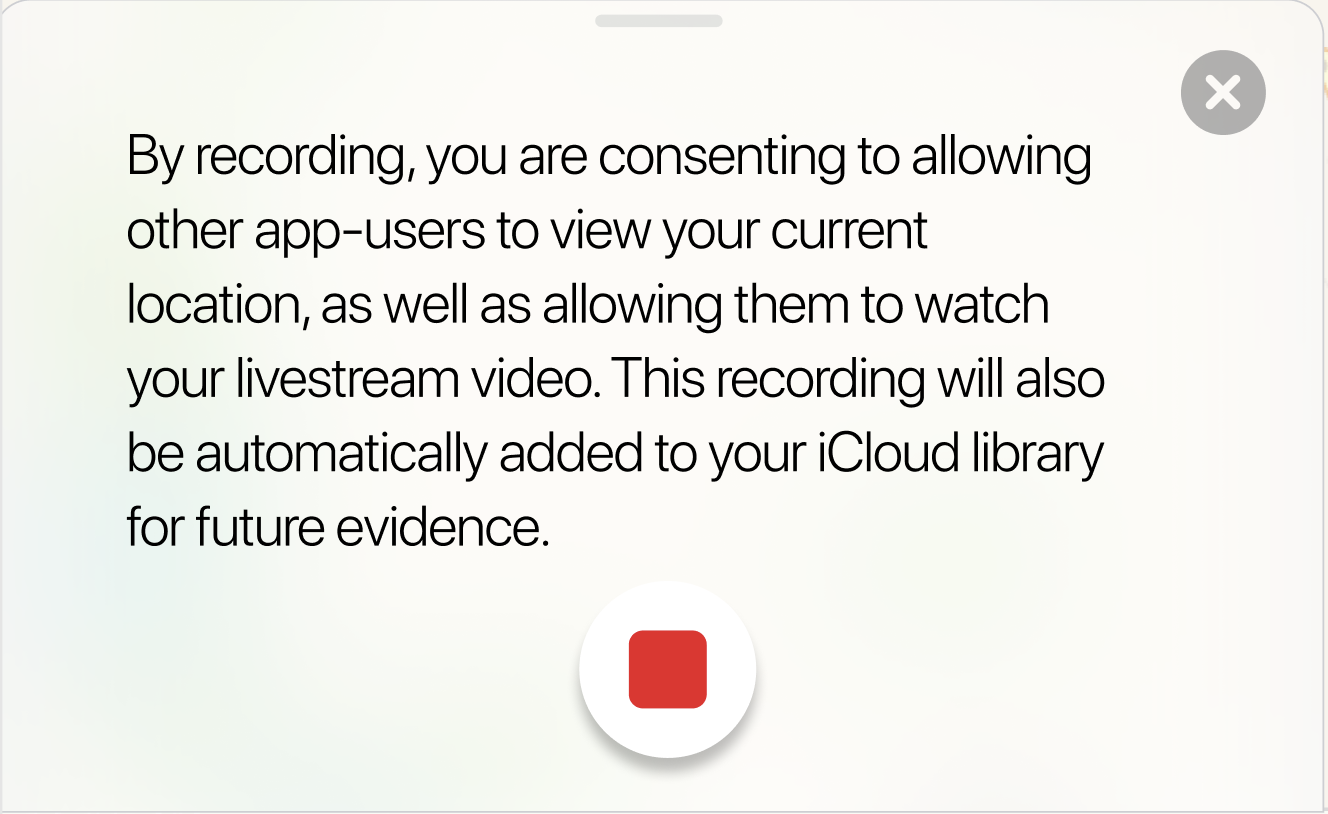 By recording, you are consenting to allowing
other app-users to view your current
location, as well as allowing them to watch
your livestream video. This recording will also
be automatically added to your iCloud library
for future evidence.